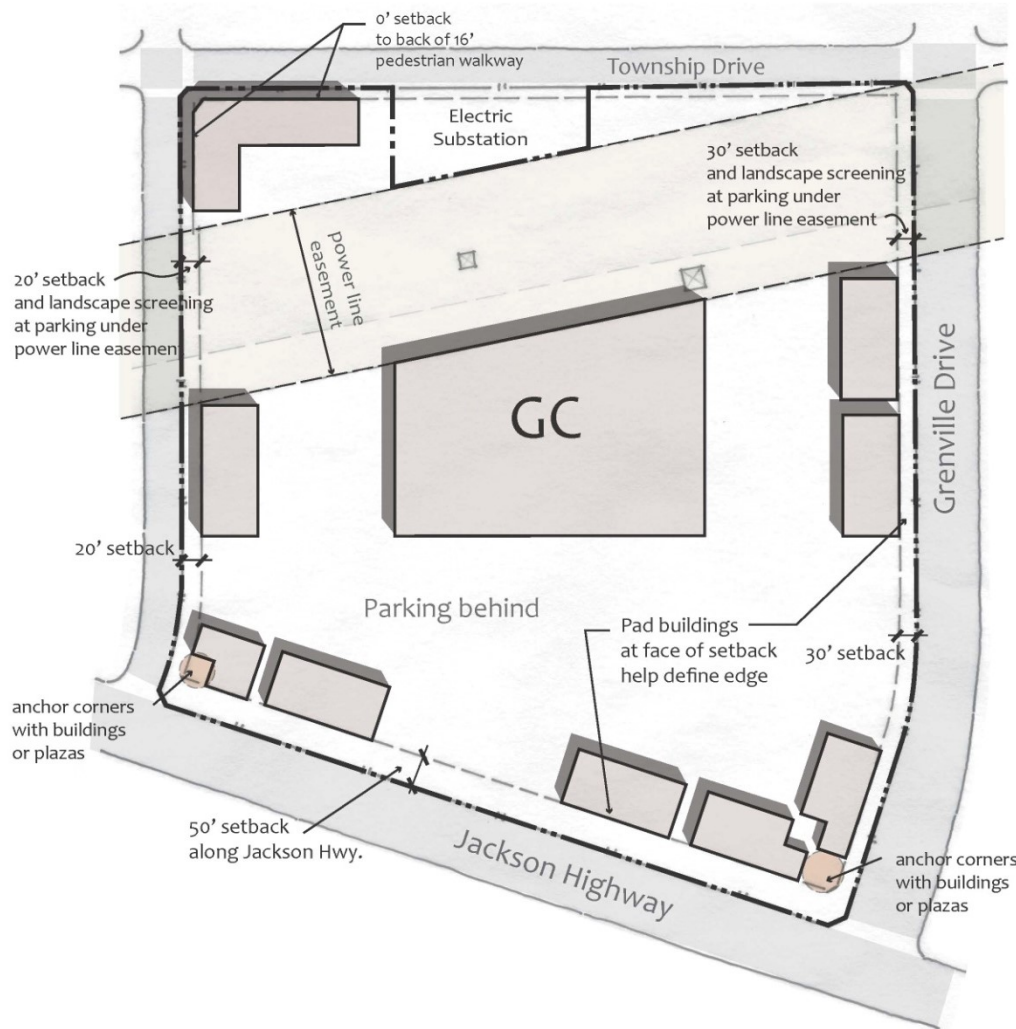 0' setback
to back of 16'
pedestrian walkway
Township Drive
Electric
Substation
30' setback
and landscape screening
at parking under
power line easement
power line
easement
20' setback
and landscape screening
at parking under
power line easement
GC
Grenville Drive
20' setback
Parking behind
Pad buildings
at face of setback
help define edge
30' setback
anchor corners
with buildings
or plazas
50' setback
along Jackson Hwy.
Jackson Highway
anchor corners
with buildings
or plazas